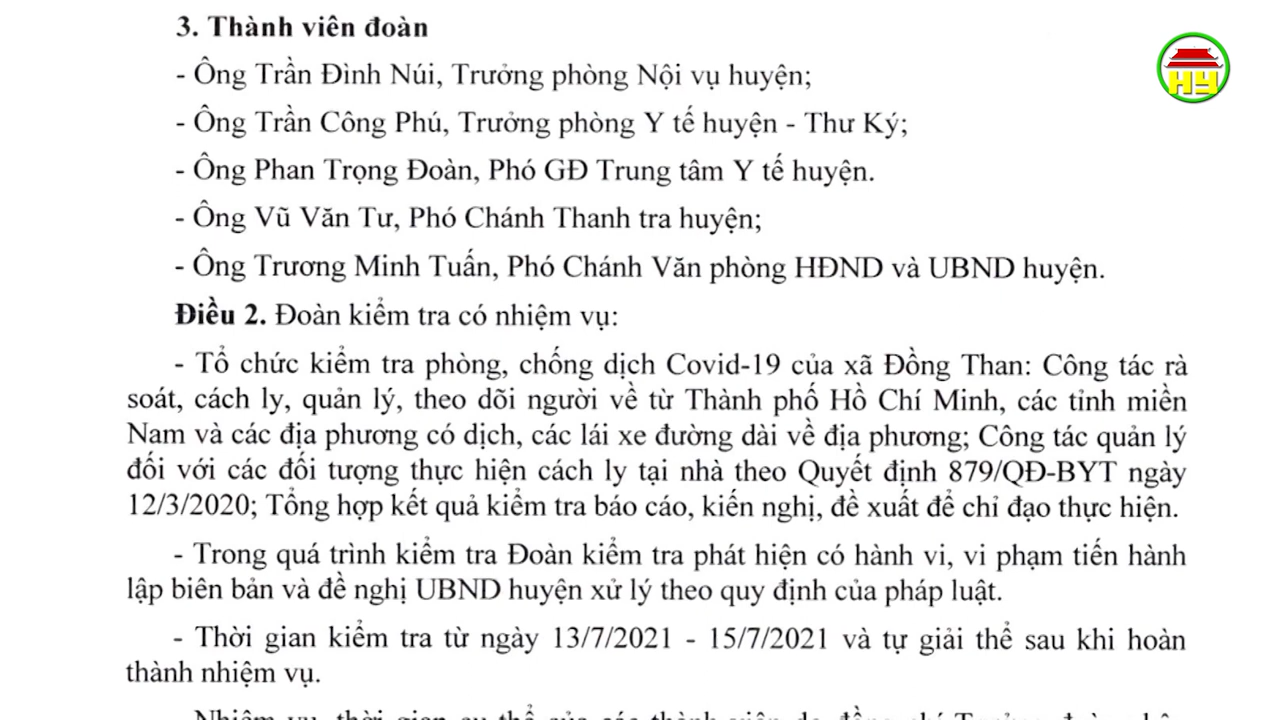 3. Thành viên đoàn
HY
- Ông Trần Đình Núi, Trưởng phòng Nội vụ huyện;
- Ông Trần Công Phú, Trưởng phòng Y tế huyện - Thư Ký;
- Ông Phan Trọng Đoàn, Phó GĐ Trung tâm Y tế huyện.
- Ông Vũ Văn Tư, Phó Chánh Thanh tra huyện;
- Ông Trương Minh Tuấn, Phó Chánh Văn phòng HĐND và UBND huyện.
Điều 2. Đoàn kiểm tra có nhiệm vụ:
- Tổ chức kiểm tra phòng, chống dịch Covid-19 của xã Đồng Than: Công tác rà
soát, cách ly, quản lý, theo dõi người về từ Thành phố Hồ Chí Minh, các tỉnh miền
Nam và các địa phương có dịch, các lái xe đường dài về địa phương; Công tác quản lý
đối với các đối tượng thực hiện cách ly tại nhà theo Quyết định 879/QĐ-BYT ngày
12/3/2020; Tổng hợp kết quả kiểm tra báo cáo, kiến nghị, đề xuất để chỉ đạo thực hiện.
- Trong quá trình kiểm tra Đoàn kiểm tra phát hiện có hành vi, vi phạm tiến hành
lập biên bản và đề nghị UBND huyện xử lý theo quy định của pháp luật.
- Thời gian kiểm tra từ ngày 13/7/2021 - 15/7/2021 và tự giải thể sau khi hoàn
thành nhiệm vụ.